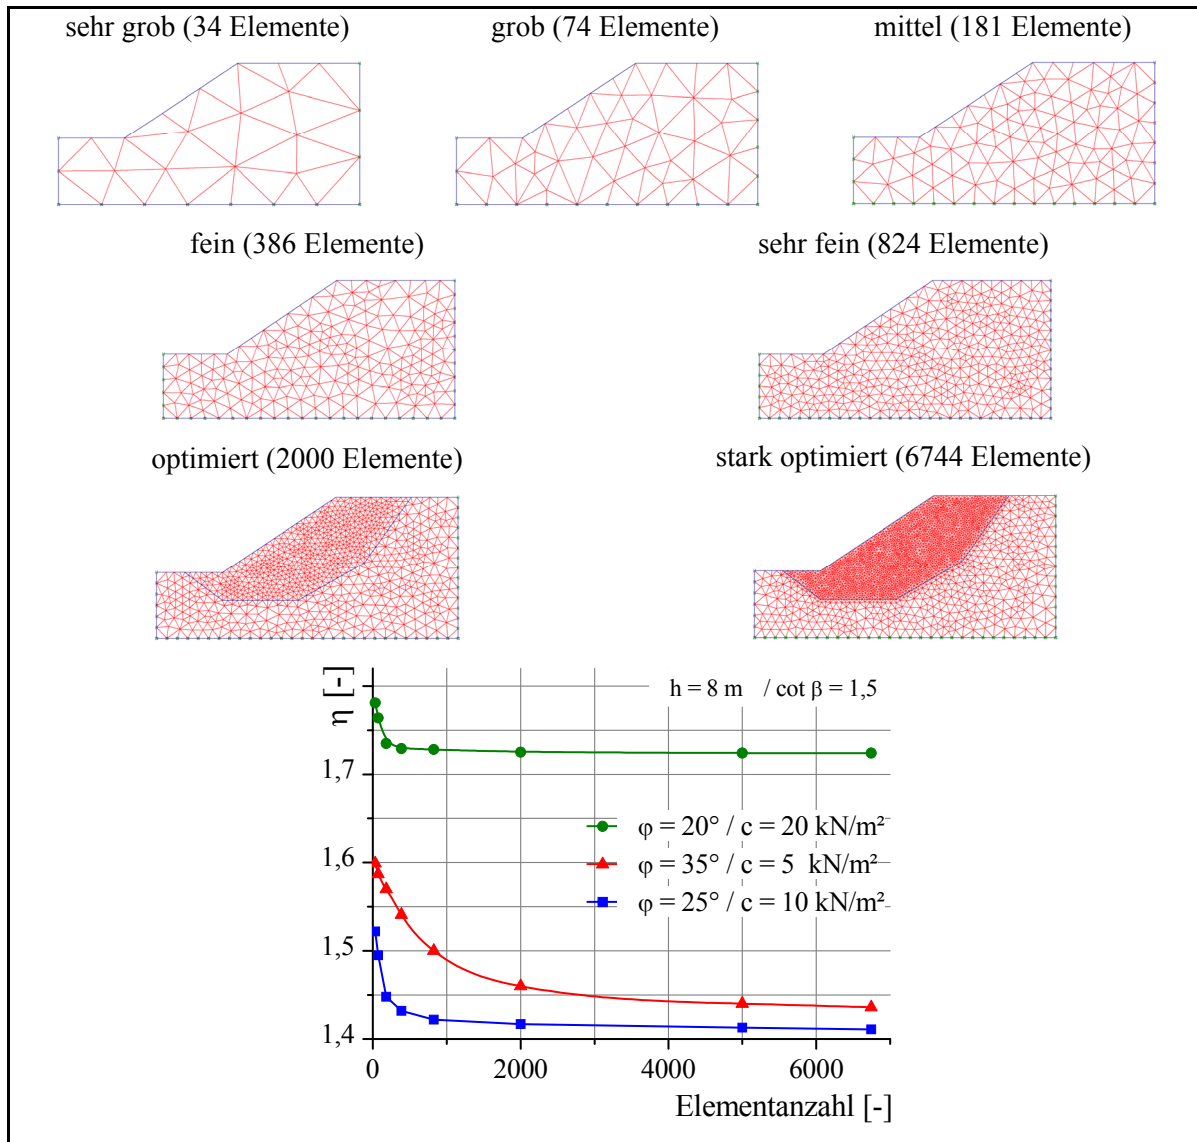 sehr grob (34 Elemente)
grob (74 Elemente)
mittel (181 Elemente)
fein (386 Elemente)
sehr fein (824 Elemente)
optimiert (2000 Elemente)
stark optimiert (6744 Elemente)
η [-]
h = 8 m / cot β = 1,5
1,7
1,6
1,5
1,4
φ = 20° / c = 20 kN/m²
φ = 35° / c = 5 kN/m²
φ = 25° / c = 10 kN/m²
0
2000
4000
6000
Elementanzahl [-]